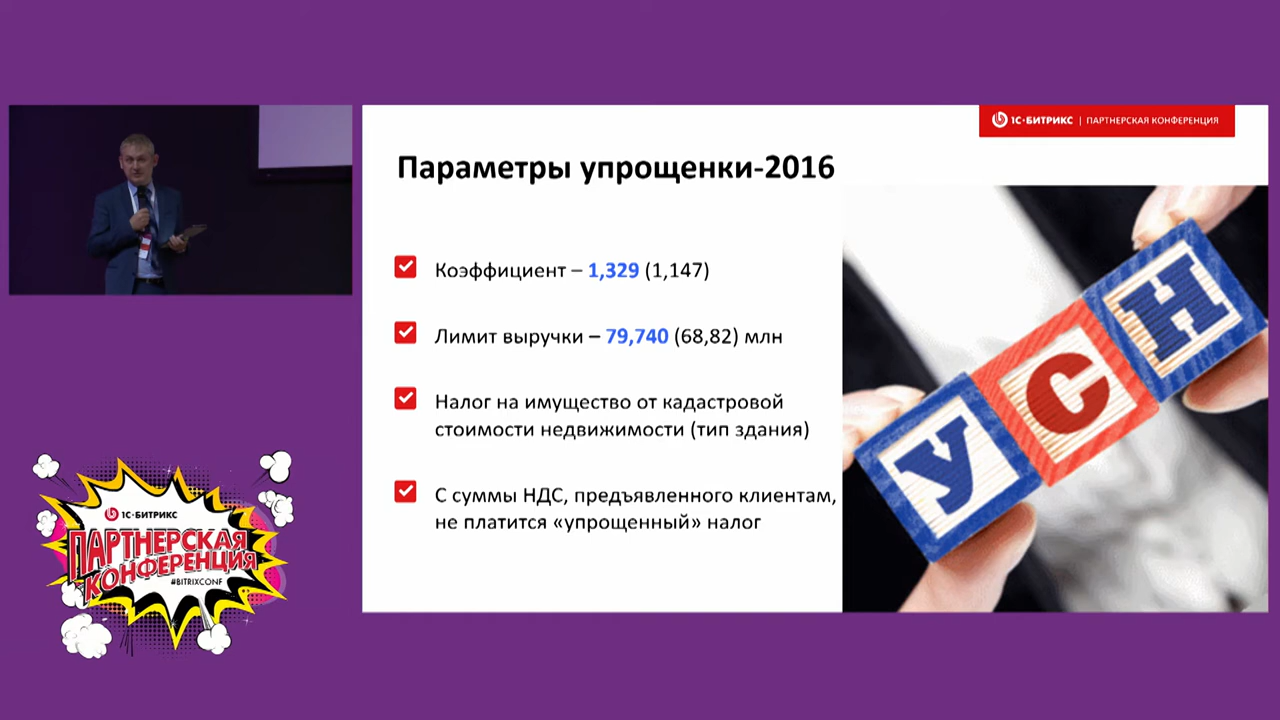 1С·БИТРИКС | ПАРТНЕРСКАЯ КОНФЕРЕНЦИЯ
Параметры упрощенки-2016
Коэффициент – 1,329 (1,147)
Лимит выручки – 79,740 (68,82) млн
Налог на имущество от кадастровой
стоимости недвижимости (тип здания)
С суммы НДС, предъявленного клиентам,
не платится «упрощенный» налог
УСН
1С·БИТРИКС
ПАРТНЕРСКАЯ
КОНФЕРЕНЦИЯ
#BITRIXCONF